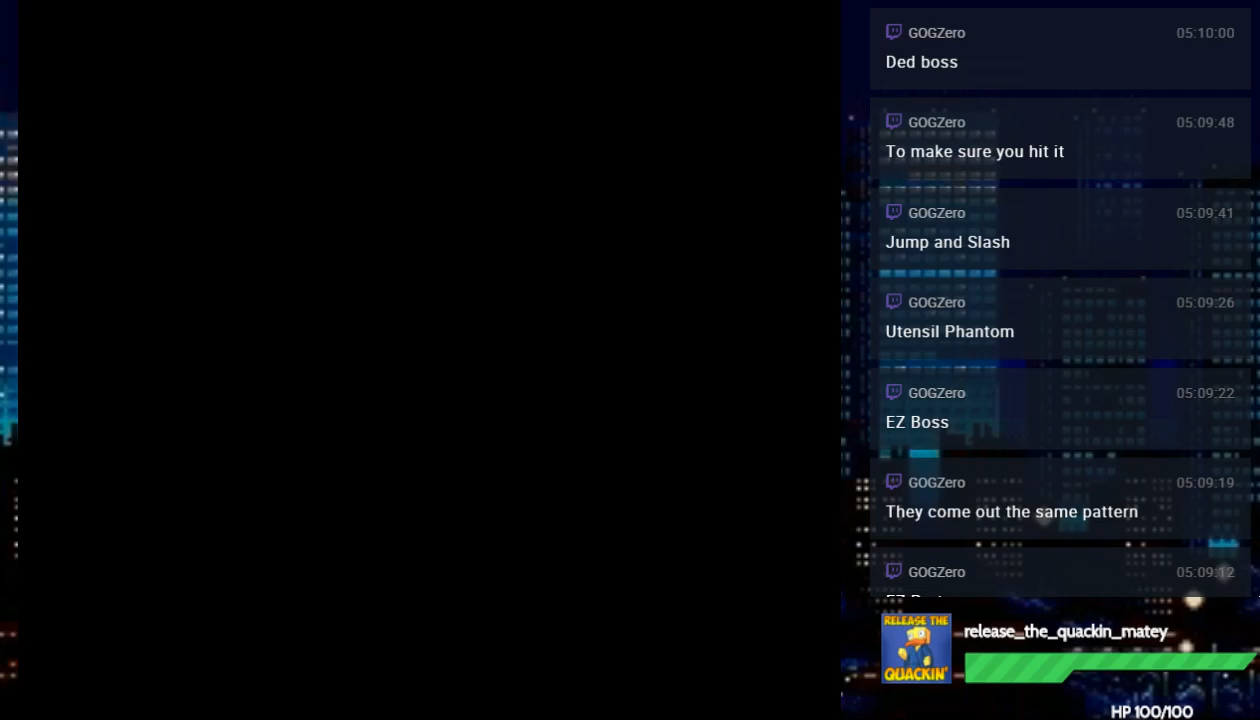 GOGZero 05:10:00
Ded boss
GOGZero 05:09:48
To make sure you hit it
GOGZero 05:09:41
Jump and Slash
GOGZero 05:09:26
Utensil Phantom
GOGZero 05:09:22
EZ Boss
GOGZero 05:09:19
They come out the same pattern
GOGZero 05:09:12
RELEASE THE
QUACKIN'
release_the_quackin_matey
HP 100/100